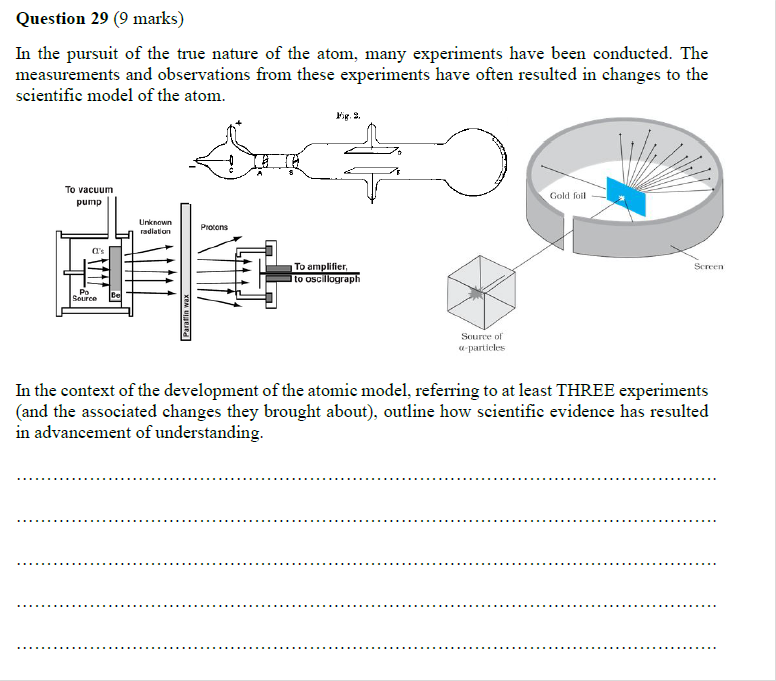 Question 29 (9 marks)
In the pursuit of the true nature of the atom, many experiments have been conducted. The
measurements and observations from these experiments have often resulted in changes to the
scientific model of the atom.
Fig. 2.
+
-
C
A
B
D
E
To vacuum
pump
Unknown
radiation
Protons
α's
Po
Source
Be
Paraffin wax
To amplifier,
to oscillograph
Gold foil
Screen
Source of
α-particles
In the context of the development of the atomic model, referring to at least THREE experiments
(and the associated changes they brought about), outline how scientific evidence has resulted
in advancement of understanding.